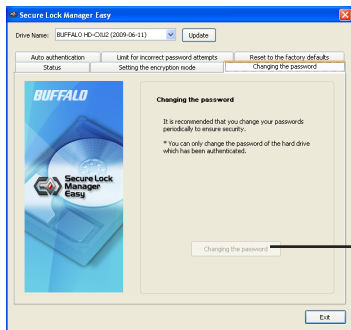 Secure Lock Manager Easy
Drive Name: BUFFALO HD-CXU2 (2009-06-11) Update
Auto authentication Limit for incorrect password attempts Reset to the factory defaults
Status Setting the encryption mode Changing the password
BUFFALO
Secure Lock
Manager
Easy
Changing the password
It is recommended that you change your passwords
periodically to ensure security.
* You can only change the password of the hard drive
which has been authenticated.
Changing the password
Exit